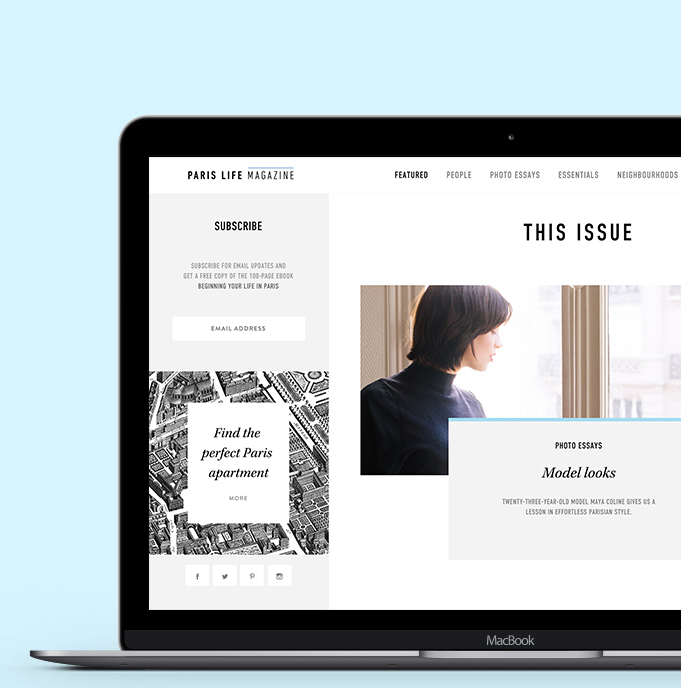 PARIS LIFE MAGAZINE
FEATURED PEOPLE PHOTO ESSAYS ESSENTIALS NEIGHBOURHOODS
SUBSCRIBE
SUBSCRIBE FOR EMAIL UPDATES AND
GET A FREE COPY OF THE 100-PAGE EBOOK
BEGINNING YOUR LIFE IN PARIS
EMAIL ADDRESS
Find the
perfect Paris
apartment
MORE
THIS ISSUE
PHOTO ESSAYS
Model looks
TWENTY-THREE-YEAR-OLD MODEL MAYA COLINE GIVES US A
LESSON IN EFFORTLESS PARISIAN STYLE.
MacBook